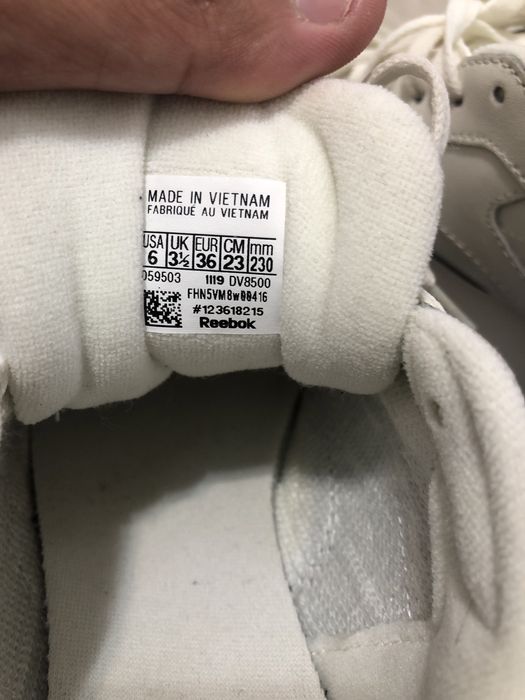 MADE IN VIETNAM
FABRIQUÉ AU VIETNAM
USA UK EUR CM mm
6 3½ 36 23 230
059503 1119 DV8500
FHN5VM8w00416
#123618215
Reebok